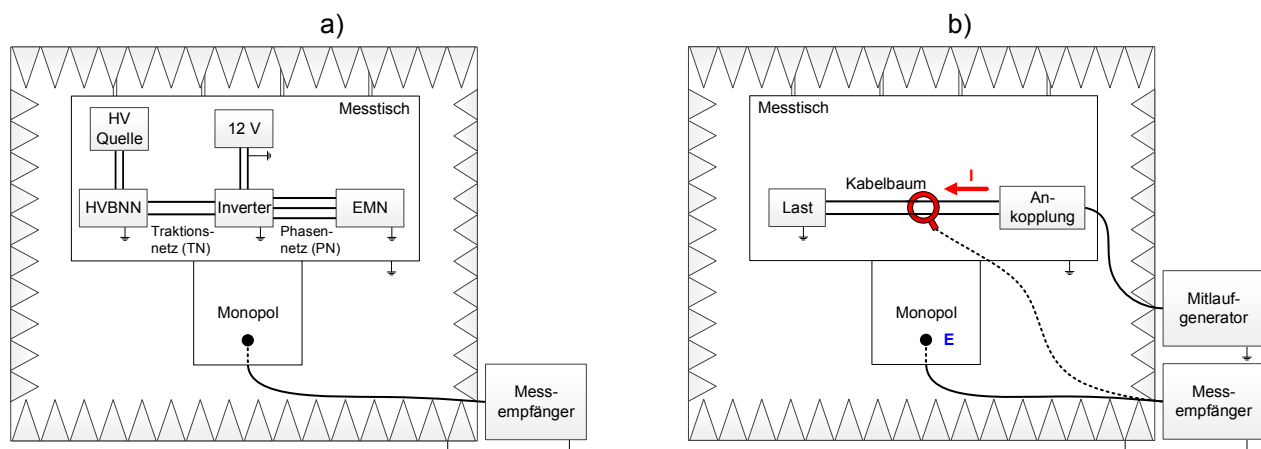 a)
Messtisch
HV
Quelle
12 V
HVBNN
Inverter
EMN
Traktions-
netz (TN)
Phasen-
netz (PN)
Monopol
Mess-
empfänger
b)
Messtisch
Kabelbaum
I
Last
An-
kopplung
Monopol
E
Mitlauf-
generator
Mess-
empfänger